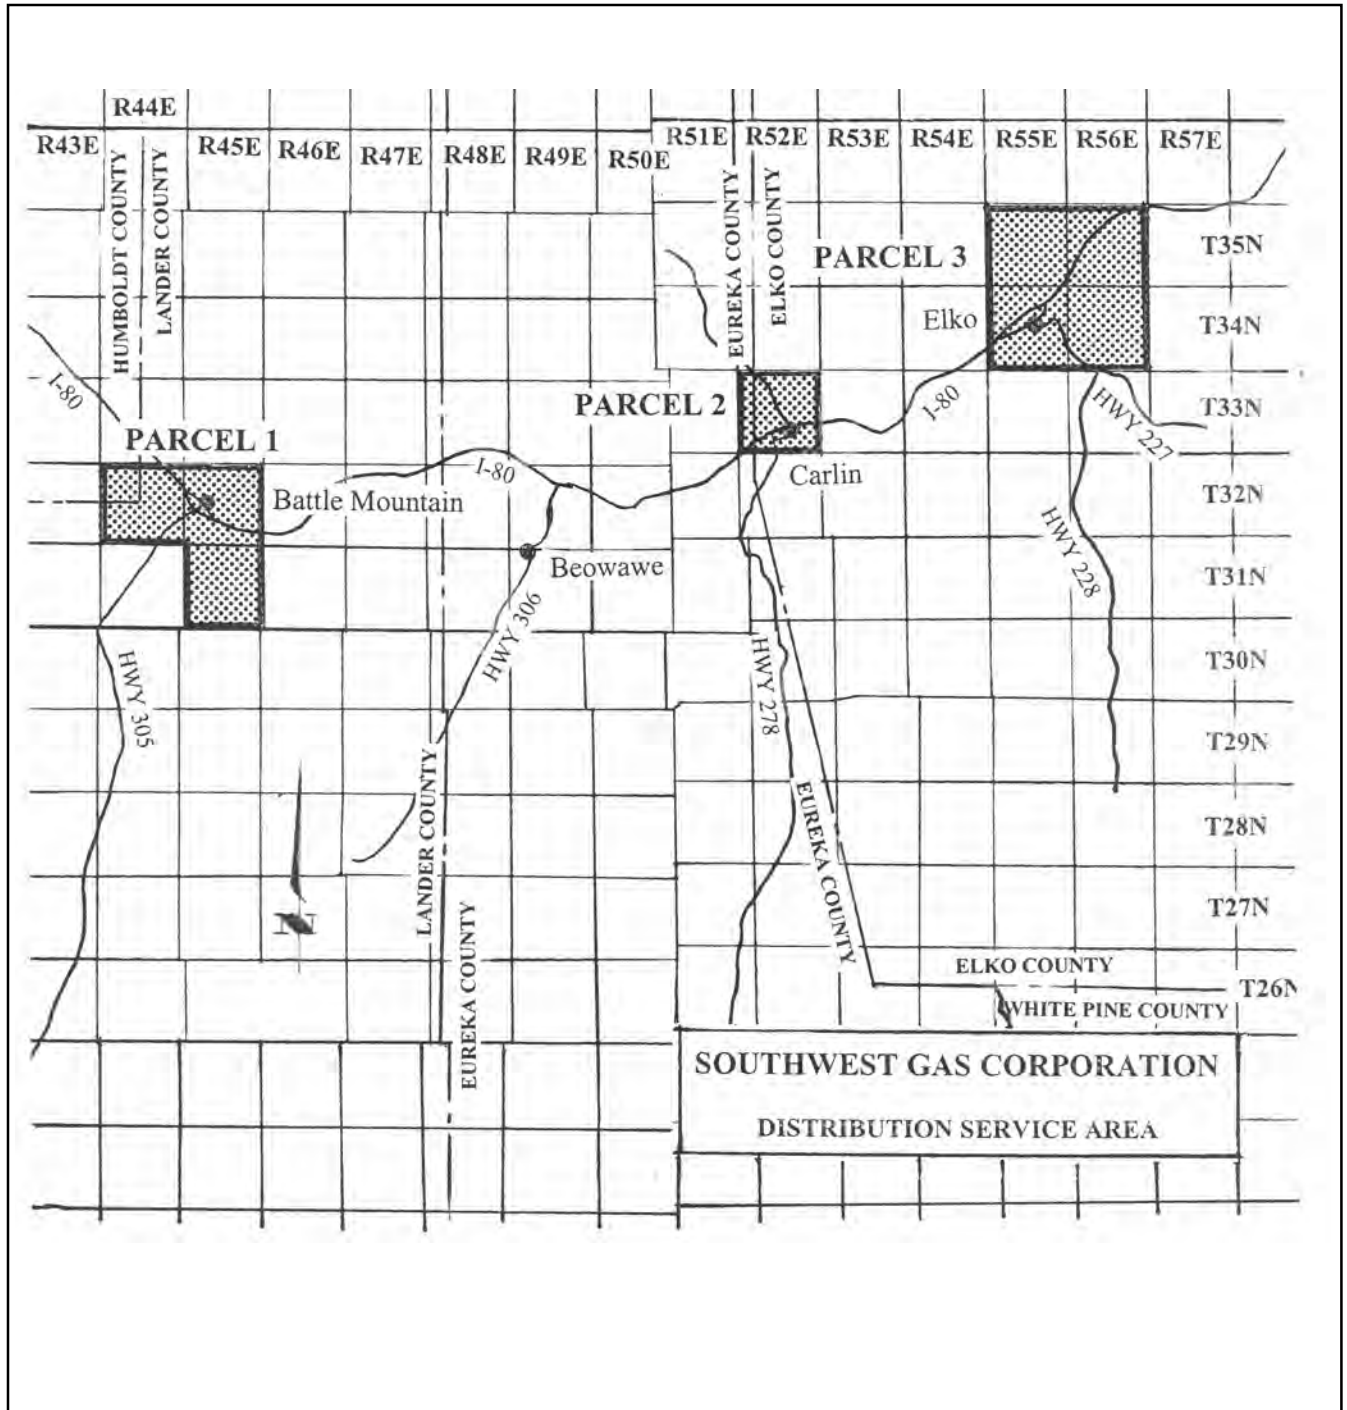 R44E
R43E
R45E
R46E
R47E
R48E
R49E
R50E
R51E
R52E
R53E
R54E
R55E
R56E
R57E
HUMBOLDT COUNTY
LANDER COUNTY
EUREKA COUNTY
ELKO COUNTY
PARCEL 3
T35N
Elko
T34N
I-80
PARCEL 2
I-80
HWY 227
T33N
PARCEL 1
I-80
Carlin
Battle Mountain
T32N
HWY 228
Beowawe
T31N
HWY 306
HWY 305
HWY 278
T30N
T29N
LANDER COUNTY
EUREKA COUNTY
EUREKA COUNTY
T28N
N
T27N
ELKO COUNTY
T26N
WHITE PINE COUNTY
SOUTHWEST GAS CORPORATION
DISTRIBUTION SERVICE AREA